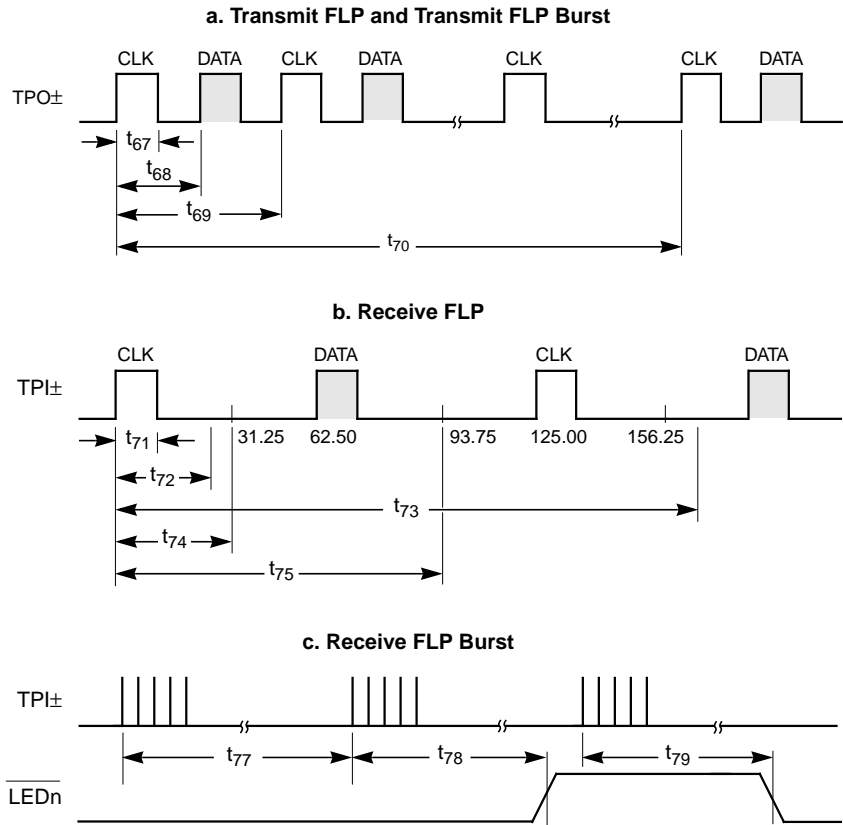 a. Transmit FLP and Transmit FLP Burst
CLK DATA CLK DATA CLK CLK DATA
TPO±
t67
t68
t69
t70
b. Receive FLP
CLK DATA CLK DATA
TPI±
t71 31.25 62.50 93.75 125.00 156.25
t72
t73
t74
t75
c. Receive FLP Burst
TPI±
t77 t78 t79
LEDn